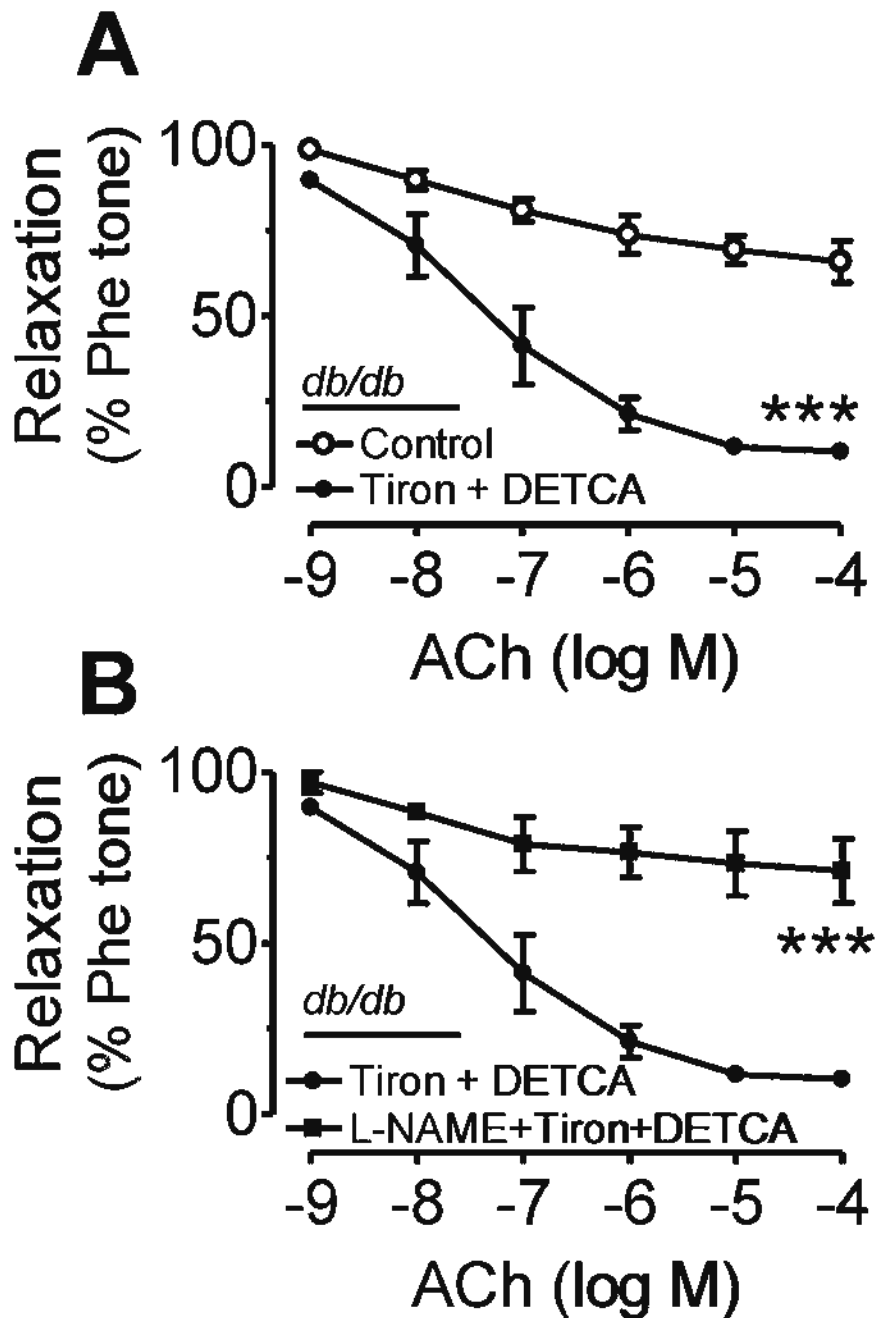 A
Relaxation
(% Phe tone)
100
50
0
db/db
Control
Tiron + DETCA
***
-9 -8 -7 -6 -5 -4
ACh (log M)
B
Relaxation
(% Phe tone)
100
50
0
db/db
Tiron + DETCA
L-NAME+Tiron+DETCA
***
-9 -8 -7 -6 -5 -4
ACh (log M)